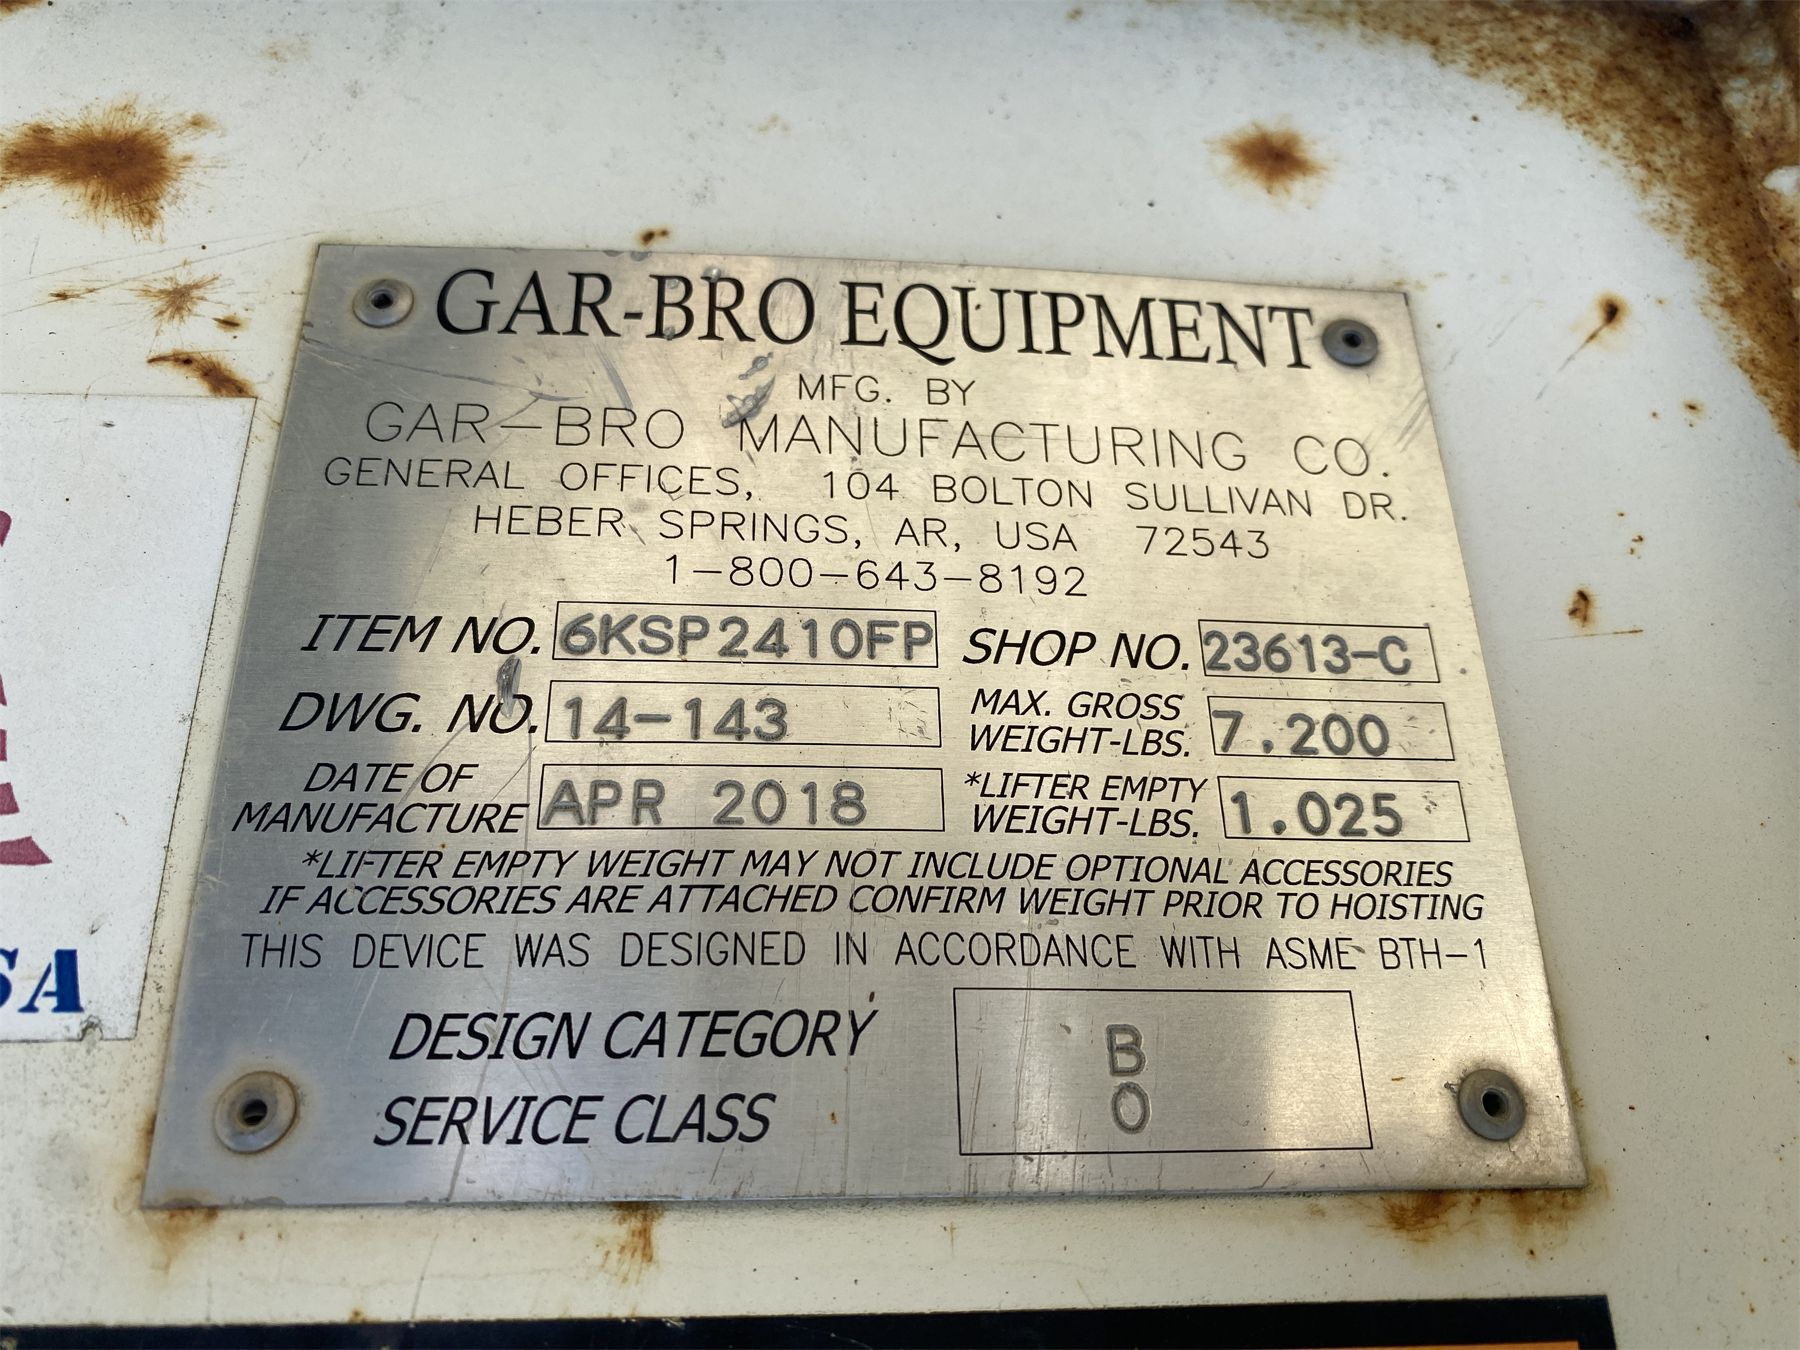 GAR-BRO EQUIPMENT
MFG. BY
GAR-BRO MANUFACTURING CO.
GENERAL OFFICES, 104 BOLTON SULLIVAN DR.
HEBER SPRINGS, AR, USA 72543
1-800-643-8192
ITEM NO. 6KSP2410FP SHOP NO. 23613-C
DWG. NO. 14-143 MAX. GROSS WEIGHT-LBS. 7.200
DATE OF MANUFACTURE APR 2018 *LIFTER EMPTY WEIGHT-LBS. 1.025
*LIFTER EMPTY WEIGHT MAY NOT INCLUDE OPTIONAL ACCESSORIES
IF ACCESSORIES ARE ATTACHED CONFIRM WEIGHT PRIOR TO HOISTING
THIS DEVICE WAS DESIGNED IN ACCORDANCE WITH ASME BTH-1
DESIGN CATEGORY B
SERVICE CLASS 0